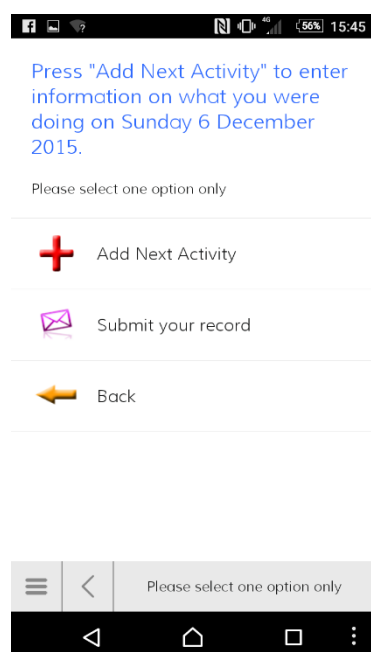 56% 15:45
Press "Add Next Activity" to enter
information on what you were
doing on Sunday 6 December
2015.
Please select one option only
Add Next Activity
Submit your record
Back
Please select one option only